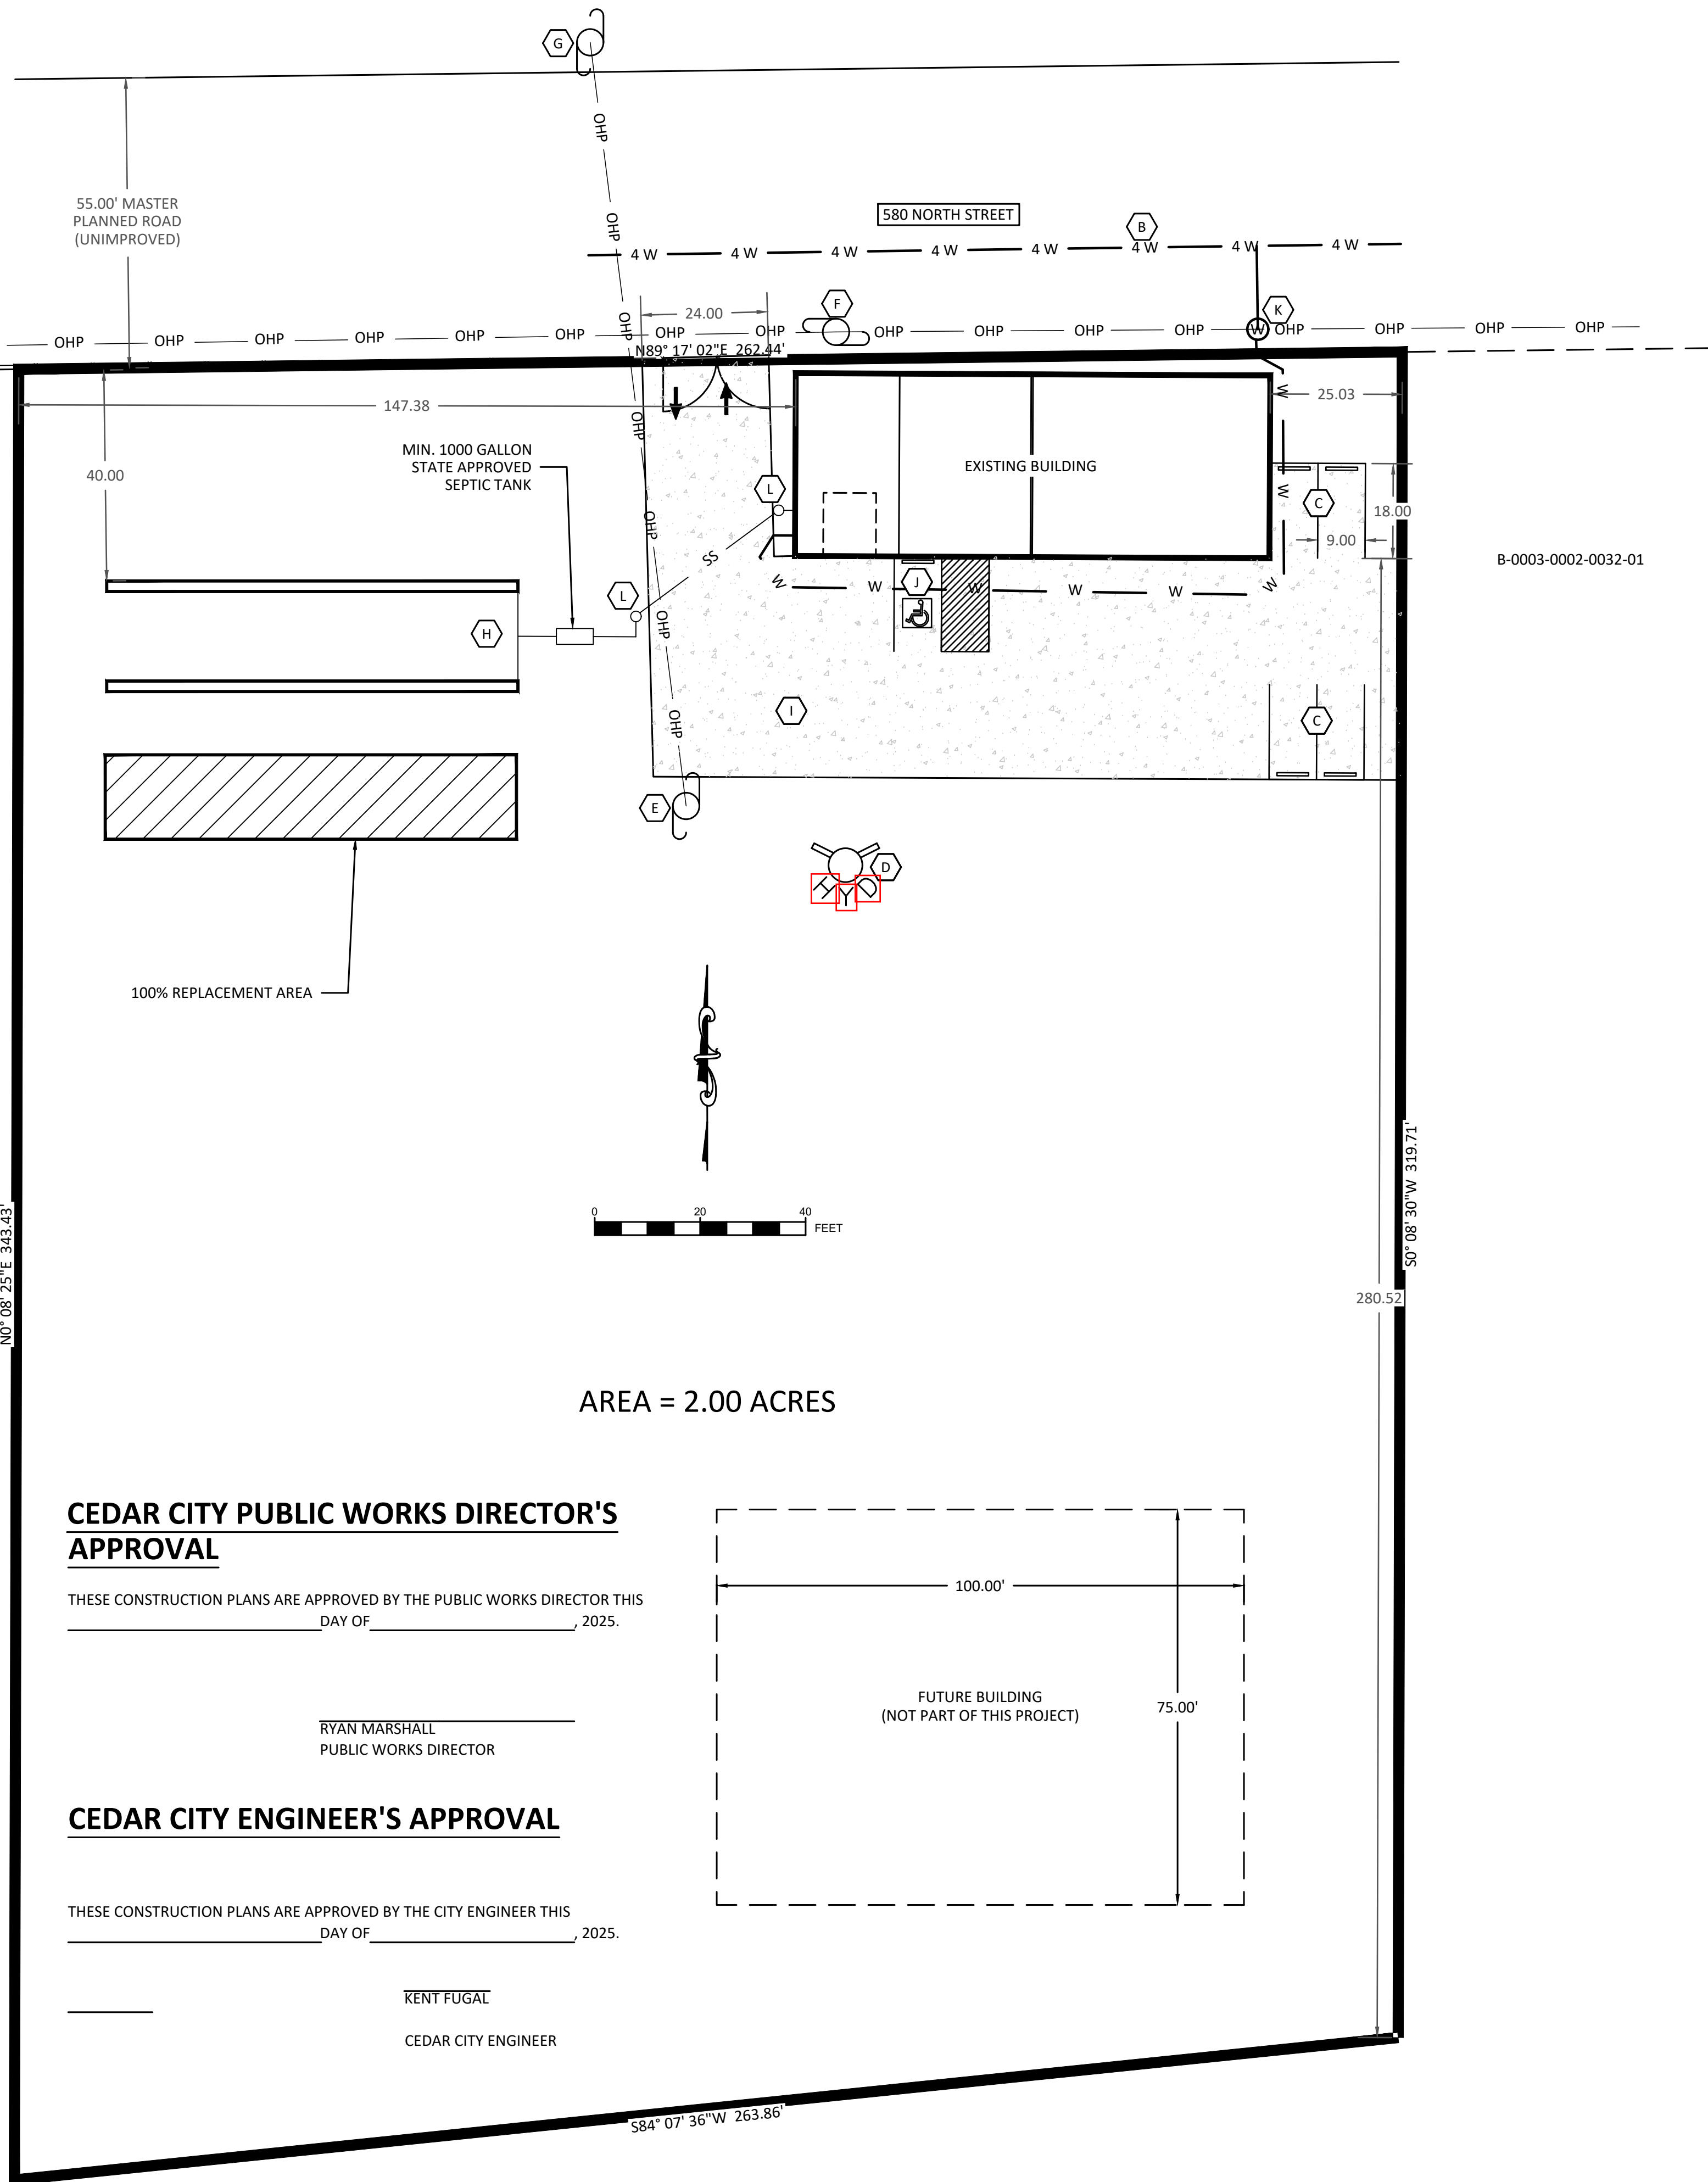 G
OHP
55.00' MASTER
PLANNED ROAD
(UNIMPROVED)
OHP
580 NORTH STREET
B
4 W 4 W 4 W 4 W 4 W 4 W 4 W 4 W
F
K
24.00
OHP OHP OHP OHP OHP OHP OHP OHP OHP OHP OHP OHP W OHP OHP OHP OHP
OHP
N89° 17' 02"E 262.44'
147.38
W
25.03
OHP
MIN. 1000 GALLON
STATE APPROVED
SEPTIC TANK
EXISTING BUILDING
40.00
L
W
C
18.00
OHP
9.00
SS
B-0003-0002-0032-01
W W W W W W
J
L
OHP
H
I
C
OHP
E
D
HYD
100% REPLACEMENT AREA
S0° 08' 30"W 319.71'
N0° 08' 25"E 343.43'
0 20 40
FEET
280.52
AREA = 2.00 ACRES
CEDAR CITY PUBLIC WORKS DIRECTOR'S
APPROVAL
THESE CONSTRUCTION PLANS ARE APPROVED BY THE PUBLIC WORKS DIRECTOR THIS
DAY OF , 2025.
100.00'
FUTURE BUILDING
(NOT PART OF THIS PROJECT)
75.00'
RYAN MARSHALL
PUBLIC WORKS DIRECTOR
CEDAR CITY ENGINEER'S APPROVAL
THESE CONSTRUCTION PLANS ARE APPROVED BY THE CITY ENGINEER THIS
DAY OF , 2025.
KENT FUGAL
CEDAR CITY ENGINEER
S84° 07' 36"W 263.86'